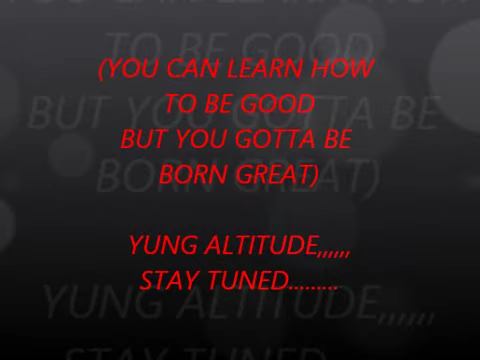 (YOU CAN LEARN HOW
TO BE GOOD
BUT YOU GOTTA BE
BORN GREAT)
YUNG ALTITUDE,,,,,,
STAY TUNED.........